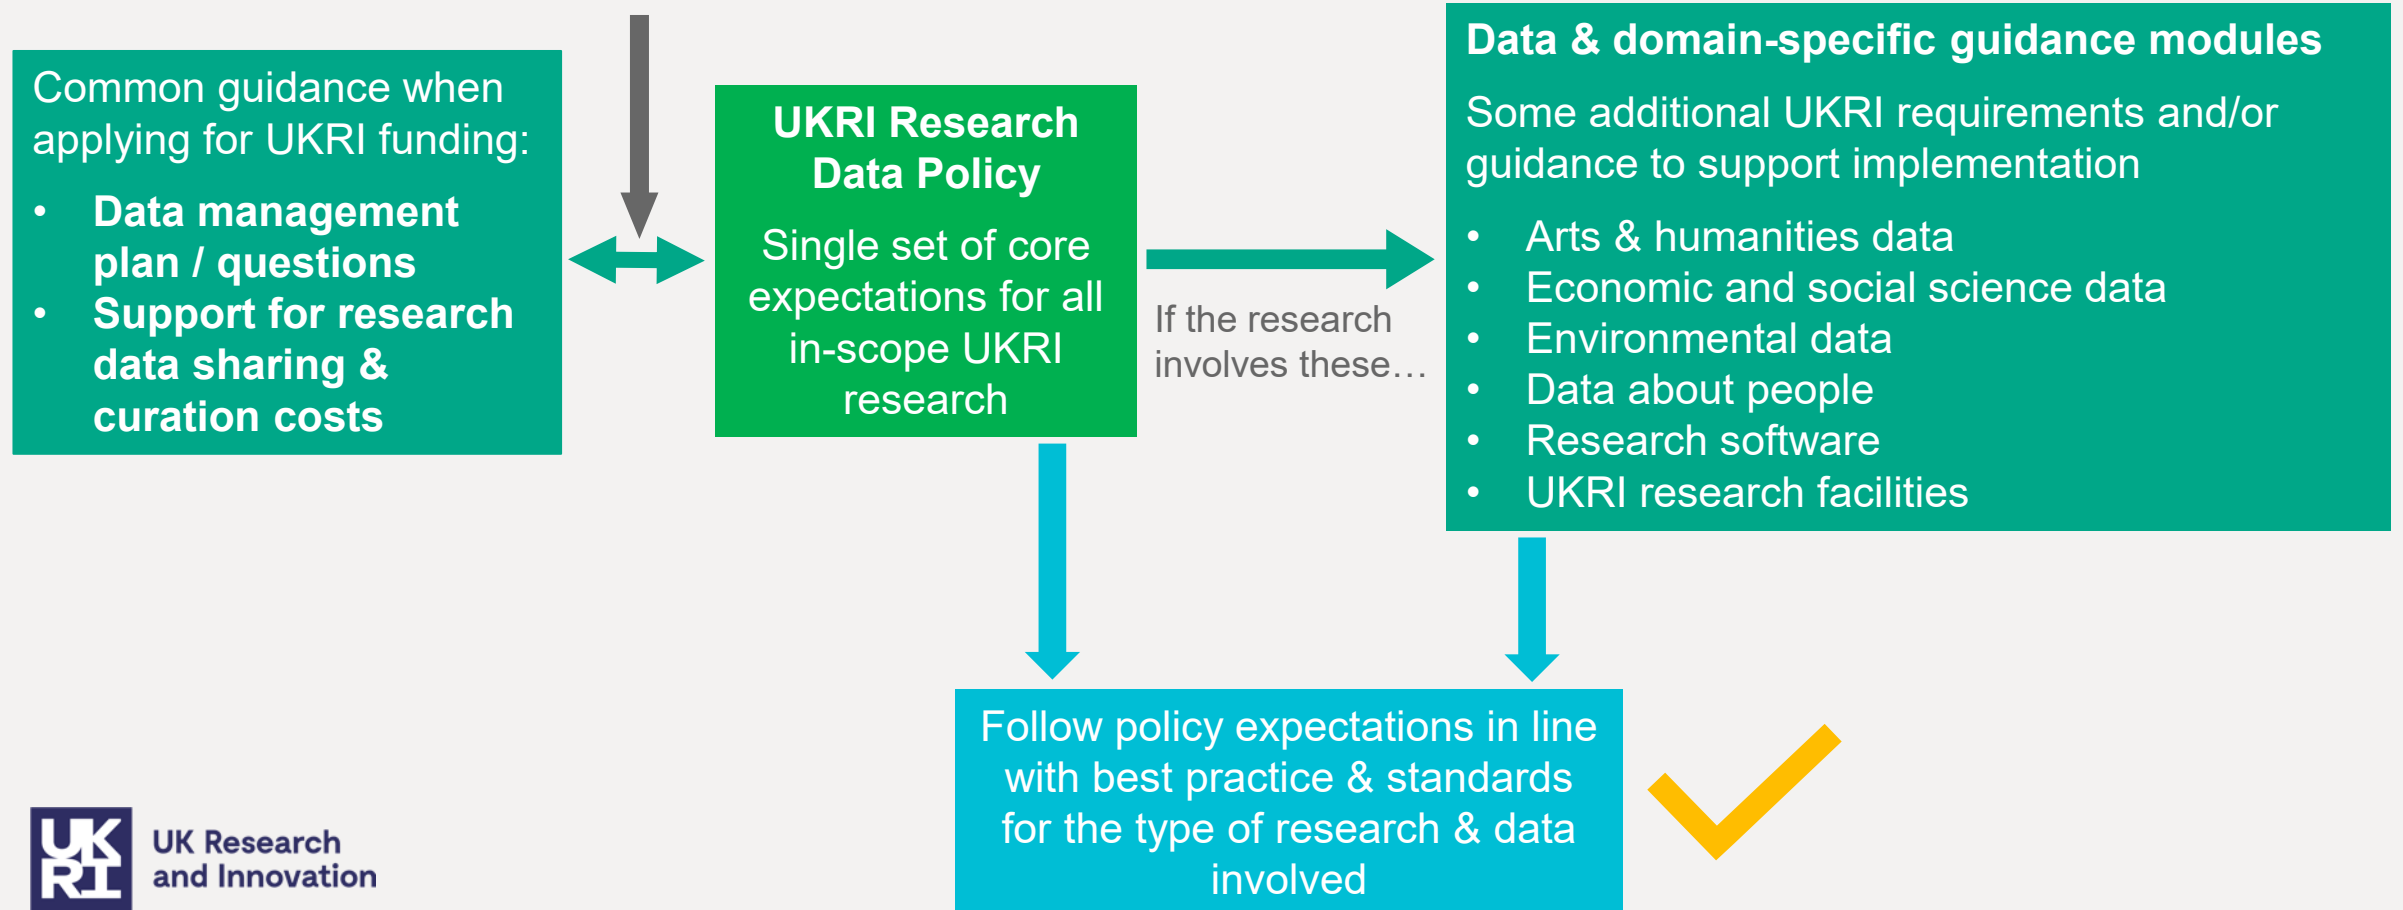 Common guidance when
applying for UKRI funding:
• Data management
plan / questions
• Support for research
data sharing &
curation costs
UKRI Research
Data Policy
Single set of core
expectations for all
in-scope UKRI
research
If the research
involves these…
Data & domain-specific guidance modules
Some additional UKRI requirements and/or
guidance to support implementation
• Arts & humanities data
• Economic and social science data
• Environmental data
• Data about people
• Research software
• UKRI research facilities
Follow policy expectations in line
with best practice & standards
for the type of research & data
involved
UK
RI
UK Research
and Innovation